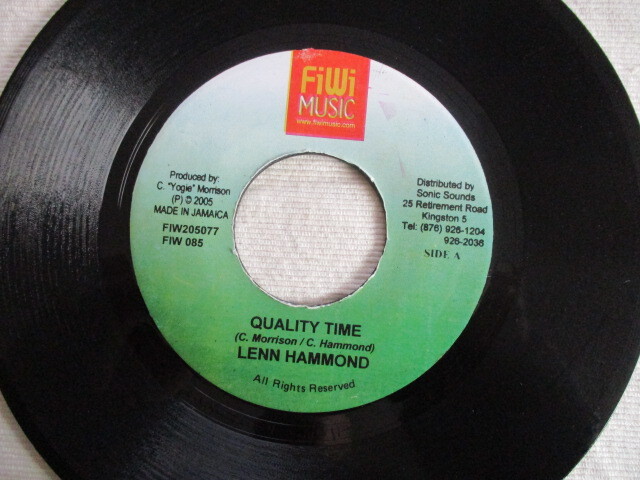 FiWi
MUSIC
www.fiwimusic.com
Produced by:
C. "Yogie" Morrison
(P) © 2005
MADE IN JAMAICA
FIW205077
FIW 085
Distributed by
Sonic Sounds
25 Retirement Road
Kingston 5
Tel: (876) 926-1204
926-2036
SIDE A
QUALITY TIME
(C. Morrison / C. Hammond)
LENN HAMMOND
All Rights Reserved